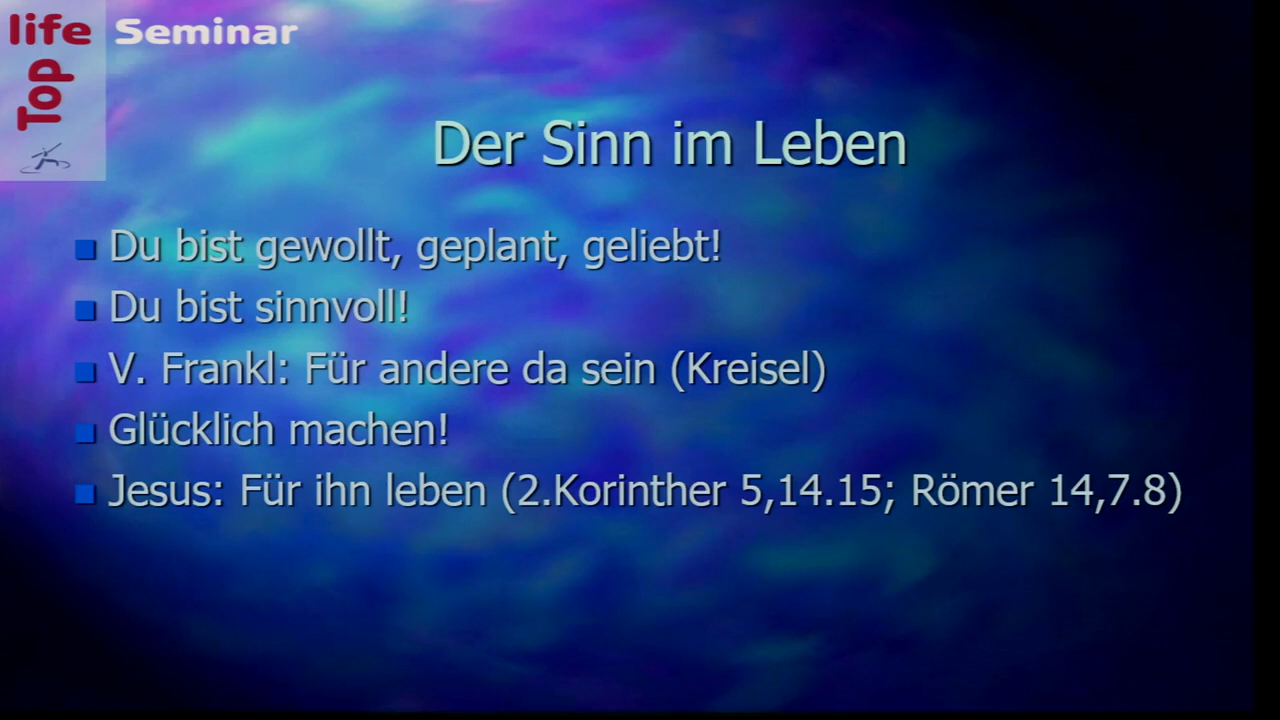 life Seminar
Top
Der Sinn im Leben
Du bist gewollt, geplant, geliebt!
Du bist sinnvoll!
V. Frankl: Für andere da sein (Kreisel)
Glücklich machen!
Jesus: Für ihn leben (2.Korinther 5,14.15; Römer 14,7.8)